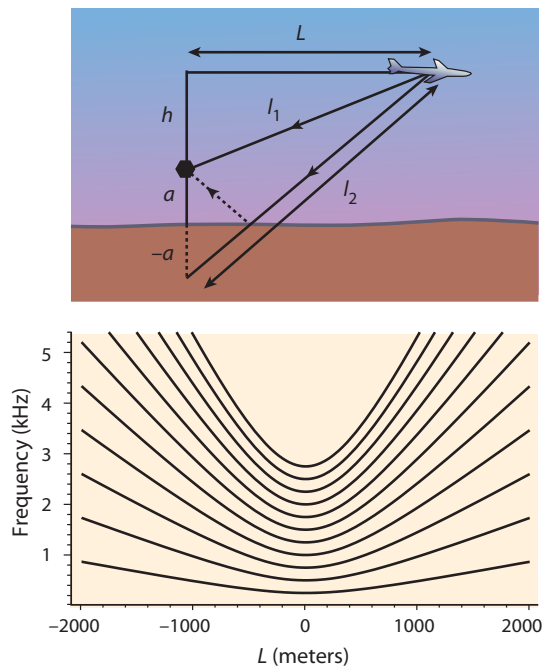 L
h
l1
a
l2
–a
Frequency (kHz)
5
4
3
2
1
–2000
–1000
0
1000
2000
L (meters)